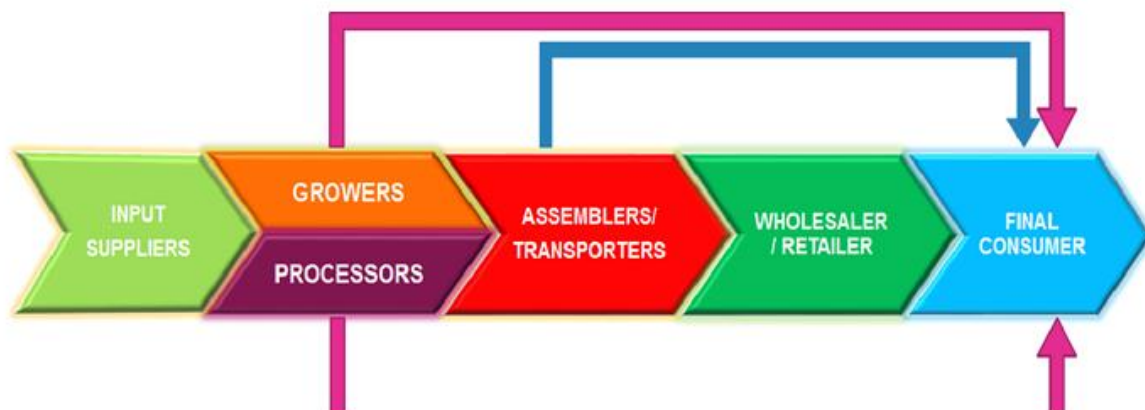 INPUT
SUPPLIERS
GROWERS
PROCESSORS
ASSEMBLERS/
TRANSPORTERS
WHOLESALER
/ RETAILER
FINAL
CONSUMER